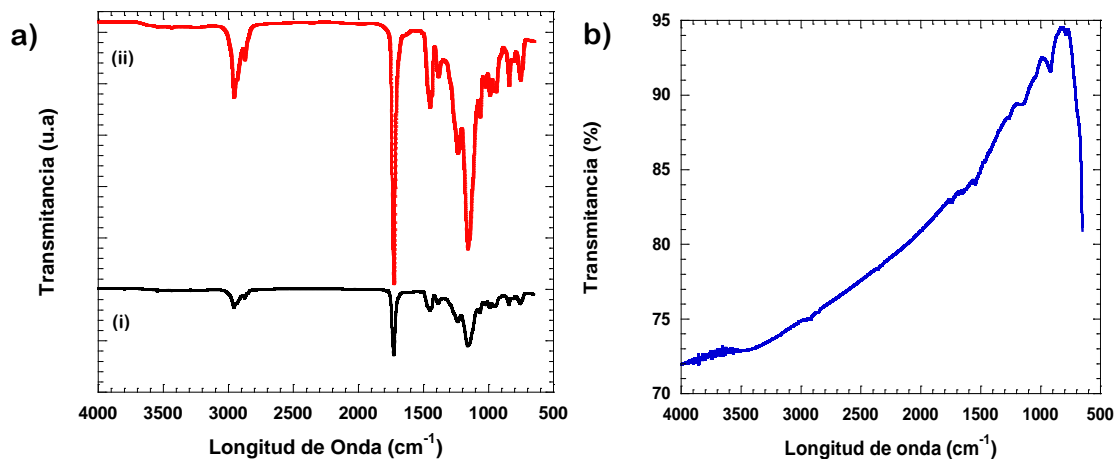 a)
(ii)
(i)
Transmitancia (u.a)
4000 3500 3000 2500 2000 1500 1000 500
Longitud de Onda (cm⁻¹)
b)
95
90
85
80
75
70
Transmitancia (%)
4000 3500 3000 2500 2000 1500 1000 500
Longitud de onda (cm⁻¹)